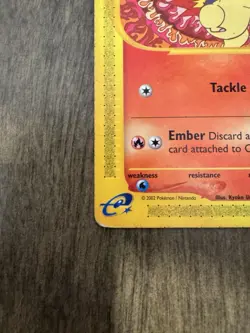 Tackle
Ember Discard a
card attached to C
weakness resistance
© 2002 Pokémon / Nintendo Illus. Kyoko U
e